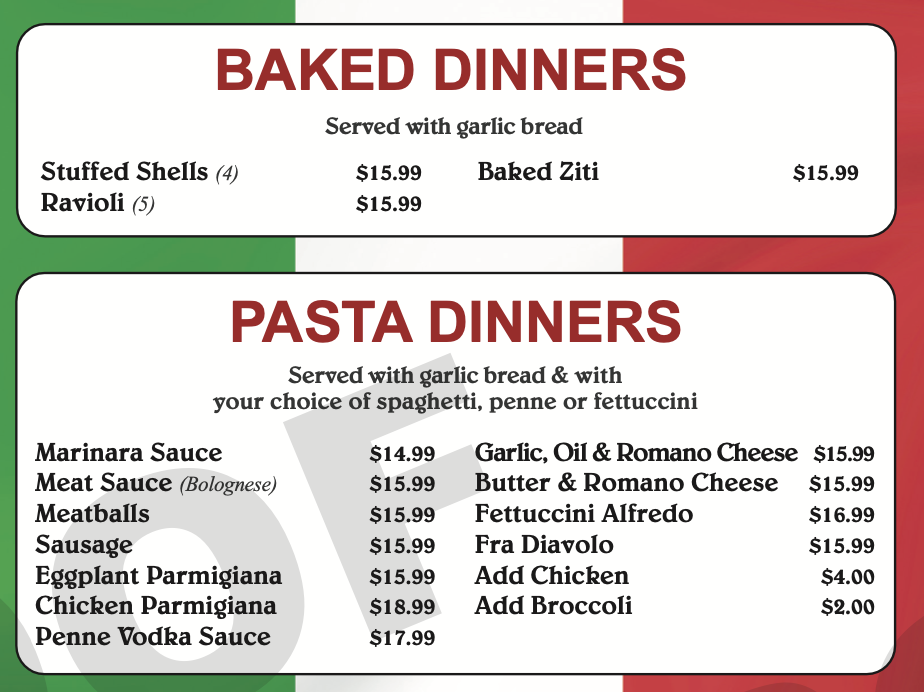 BAKED DINNERS
Served with garlic bread
Stuffed Shells (4) $15.99
Ravioli (5) $15.99
Baked Ziti $15.99
PASTA DINNERS
Served with garlic bread & with
your choice of spaghetti, penne or fettuccini
Marinara Sauce $14.99
Meat Sauce (Bolognese) $15.99
Meatballs $15.99
Sausage $15.99
Eggplant Parmigiana $15.99
Chicken Parmigiana $18.99
Penne Vodka Sauce $17.99
Garlic, Oil & Romano Cheese $15.99
Butter & Romano Cheese $15.99
Fettuccini Alfredo $16.99
Fra Diavolo $15.99
Add Chicken $4.00
Add Broccoli $2.00